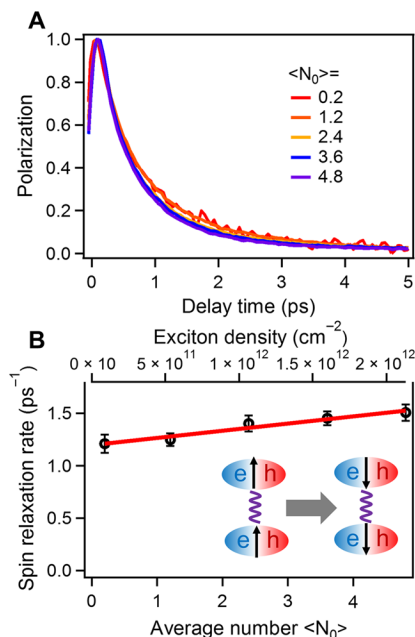 A
1.0
0.8
0.6
0.4
0.2
0.0
Polarization
<N₀>=
0.2
1.2
2.4
3.6
4.8
0 1 2 3 4 5
Delay time (ps)
B
Exciton density (cm⁻²)
0 × 10 5 × 10¹¹ 1 × 10¹² 1.5 × 10¹² 2 × 10¹²
Spin relaxation rate (ps⁻¹)
1.5
1.0
0.5
0.0
e h e h
e h e h
0 1 2 3 4
Average number <N₀>